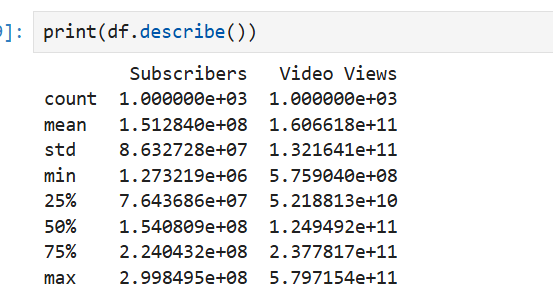 ]: print(df.describe())
Subscribers Video Views
count 1.000000e+03 1.000000e+03
mean 1.512840e+08 1.606618e+11
std 8.632728e+07 1.321641e+11
min 1.273219e+06 5.759040e+08
25% 7.643686e+07 5.218813e+10
50% 1.540809e+08 1.249492e+11
75% 2.240432e+08 2.377817e+11
max 2.998495e+08 5.797154e+11